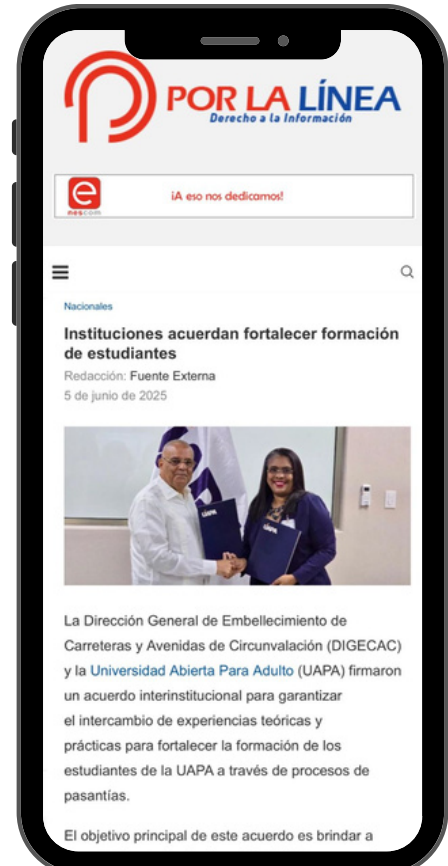 POR LA LÍNEA
Derecho a la Información
e
nescom
¡A eso nos dedicamos!
Nacionales
Instituciones acuerdan fortalecer formación
de estudiantes
Redacción: Fuente Externa
5 de junio de 2025
UAPA
UAPA
La Dirección General de Embellecimiento de
Carreteras y Avenidas de Circunvalación (DIGECAC)
y la Universidad Abierta Para Adulto (UAPA) firmaron
un acuerdo interinstitucional para garantizar
el intercambio de experiencias teóricas y
prácticas para fortalecer la formación de los
estudiantes de la UAPA a través de procesos de
pasantías.
El objetivo principal de este acuerdo es brindar a